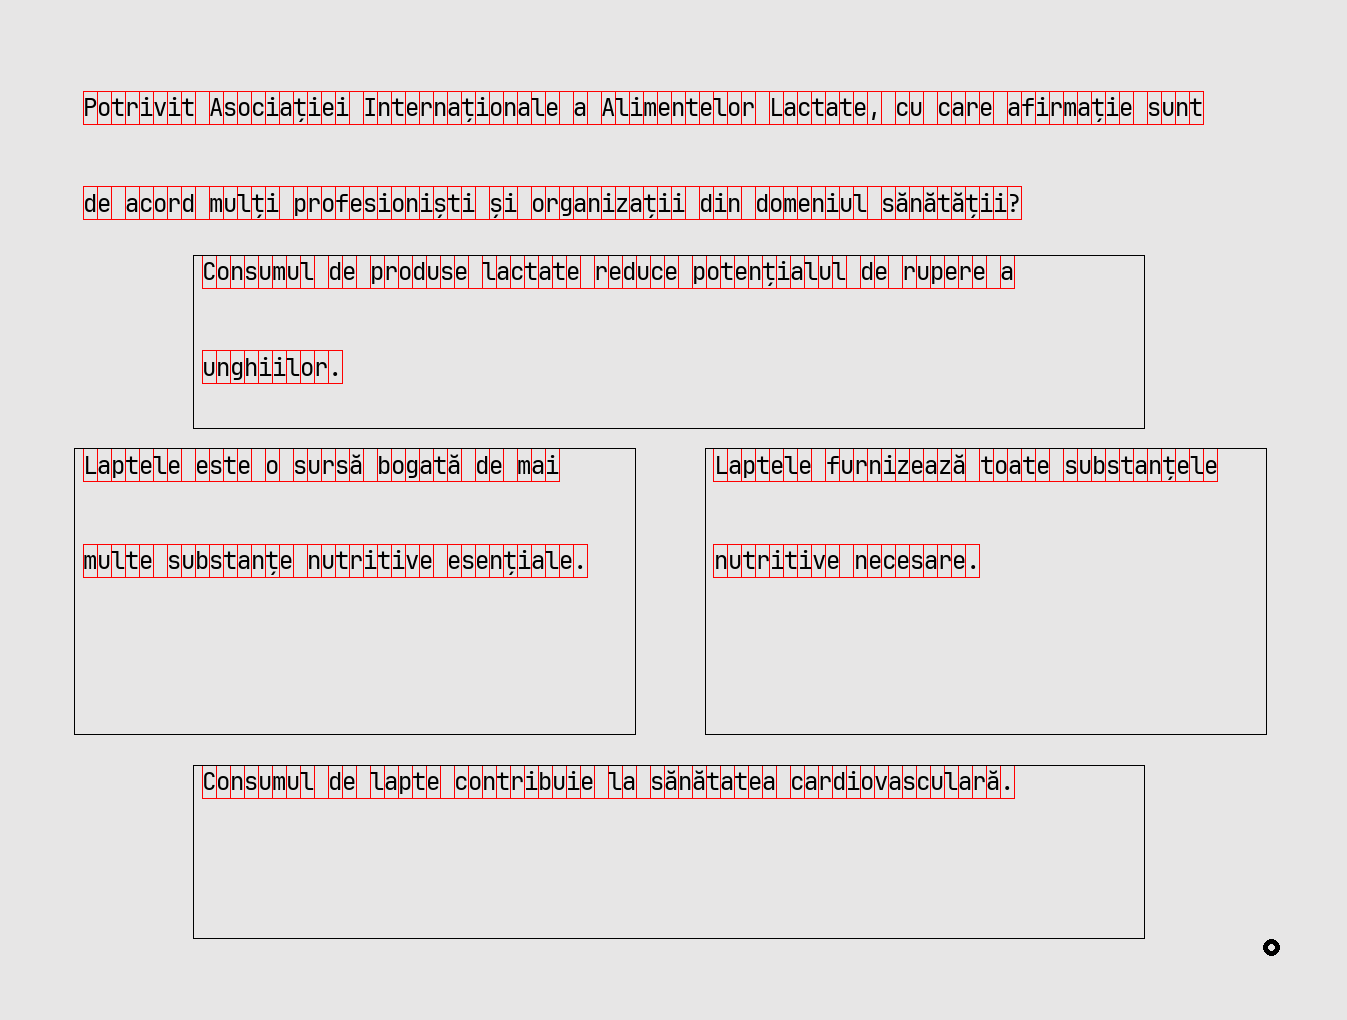 Potrivit Asociației Internaționale a Alimentelor Lactate, cu care afirmație sunt
de acord mulți profesioniști și organizații din domeniul sănătății?
Consumul de produse lactate reduce potențialul de rupere a
unghiilor.
Laptele este o sursă bogată de mai
multe substanțe nutritive esențiale.
Laptele furnizează toate substanțele
nutritive necesare.
Consumul de lapte contribuie la sănătatea cardiovasculară.